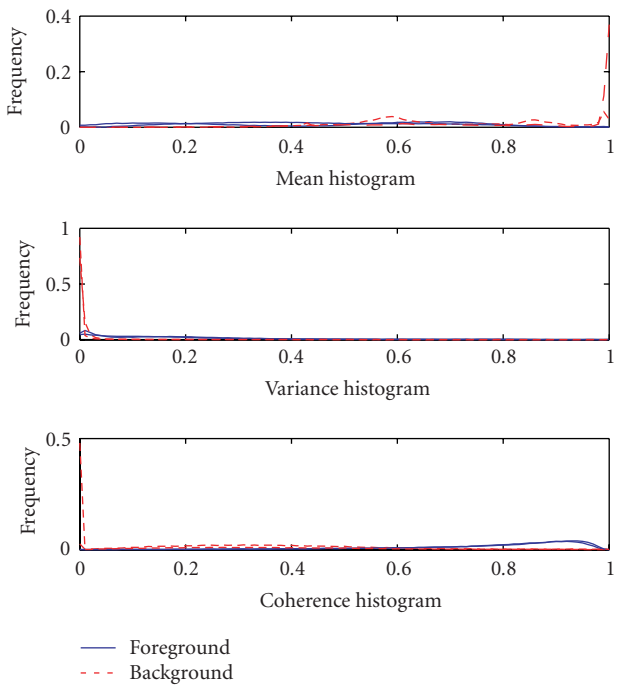 0.4
0.2
0
Frequency
0 0.2 0.4 0.6 0.8 1
Mean histogram
1
0.5
0
Frequency
0 0.2 0.4 0.6 0.8 1
Variance histogram
0.5
0
Frequency
0 0.2 0.4 0.6 0.8 1
Coherence histogram
Foreground
Background